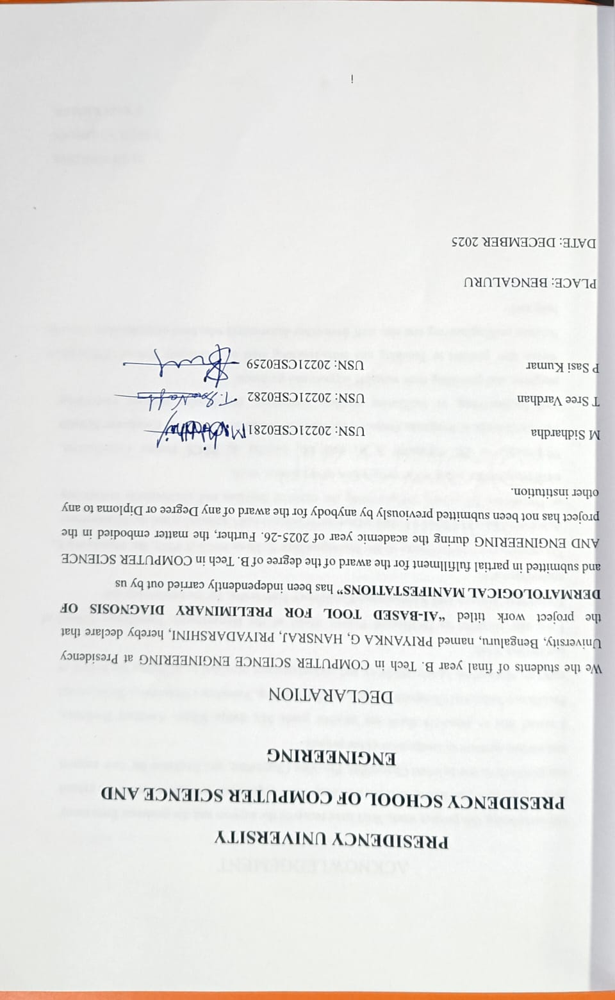 PRESIDENCY UNIVERSITY
PRESIDENCY SCHOOL OF COMPUTER SCIENCE AND
ENGINEERING
DECLARATION
We the students of final year B. Tech in COMPUTER SCIENCE ENGINEERING at Presidency
University, Bengaluru, named PRIYANKA G, HANSRAJ, PRIYADARSHINI, hereby declare that
the project work titled “AI-BASED TOOL FOR PRELIMINARY DIAGNOSIS OF
DERMATOLOGICAL MANIFESTATIONS” has been independently carried out by us
and submitted in partial fulfillment for the award of the degree of B. Tech in COMPUTER SCIENCE
AND ENGINEERING during the academic year of 2025-26. Further, the matter embodied in the
project has not been submitted previously by anybody for the award of any Degree or Diploma to any
other institution.
M Sidhardha USN: 20221CSE0281
T Sree Vardhan USN: 20221CSE0282
P Sasi Kumar USN: 20221CSE0259
PLACE: BENGALURU
DATE: DECEMBER 2025
i